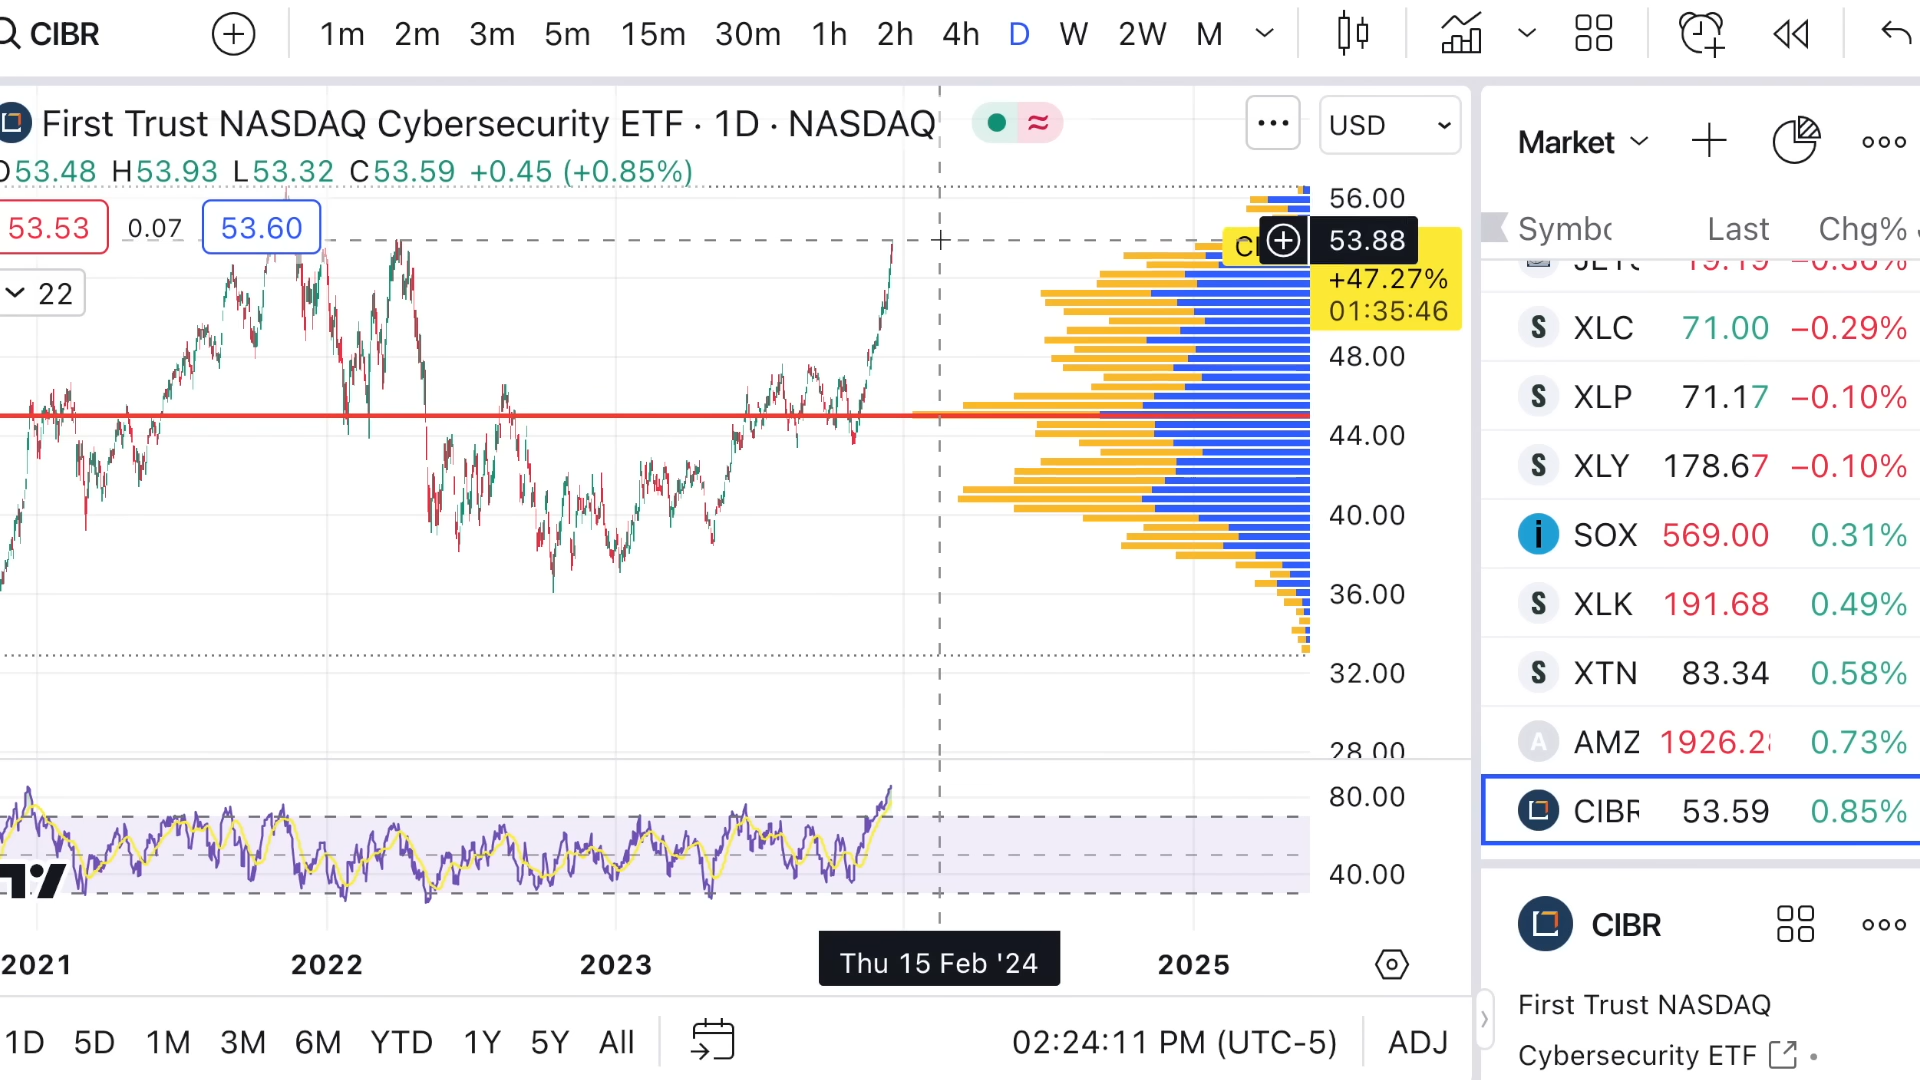 CIBR
1m 2m 3m 5m 15m 30m 1h 2h 4h D W 2W M
First Trust NASDAQ Cybersecurity ETF · 1D · NASDAQ
53.48 H53.93 L53.32 C53.59 +0.45 (+0.85%)
53.53 0.07 53.60
22
USD
56.00
53.88
+47.27%
01:35:46
48.00
44.00
40.00
36.00
32.00
28.00
80.00
40.00
2021 2022 2023 Thu 15 Feb '24 2025
1D 5D 1M 3M 6M YTD 1Y 5Y All
02:24:11 PM (UTC-5) ADJ
Market
Last Chg%
XLC 71.00 −0.29%
XLP 71.17 −0.10%
XLY 178.67 −0.10%
SOX 569.00 0.31%
XLK 191.68 0.49%
XTN 83.34 0.58%
AMZ 1926.2 0.73%
CIBR 53.59 0.85%
CIBR
First Trust NASDAQ
Cybersecurity ETF